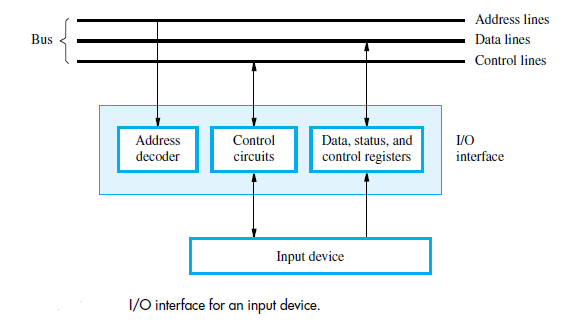 Address lines
Bus
Data lines
Control lines
Address
decoder
Control
circuits
Data, status, and
control registers
I/O
interface
Input device
I/O interface for an input device.